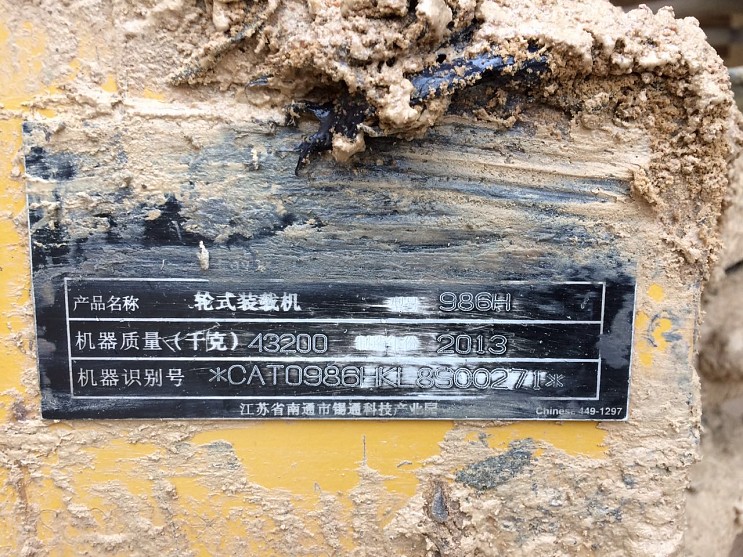 产品名称 轮式装载机 986H
机器质量(千克) 43200 2013
机器识别号 *CAT0986HKL8S00271*
江苏省南通市锡通科技产业园
Chinese 449-1297